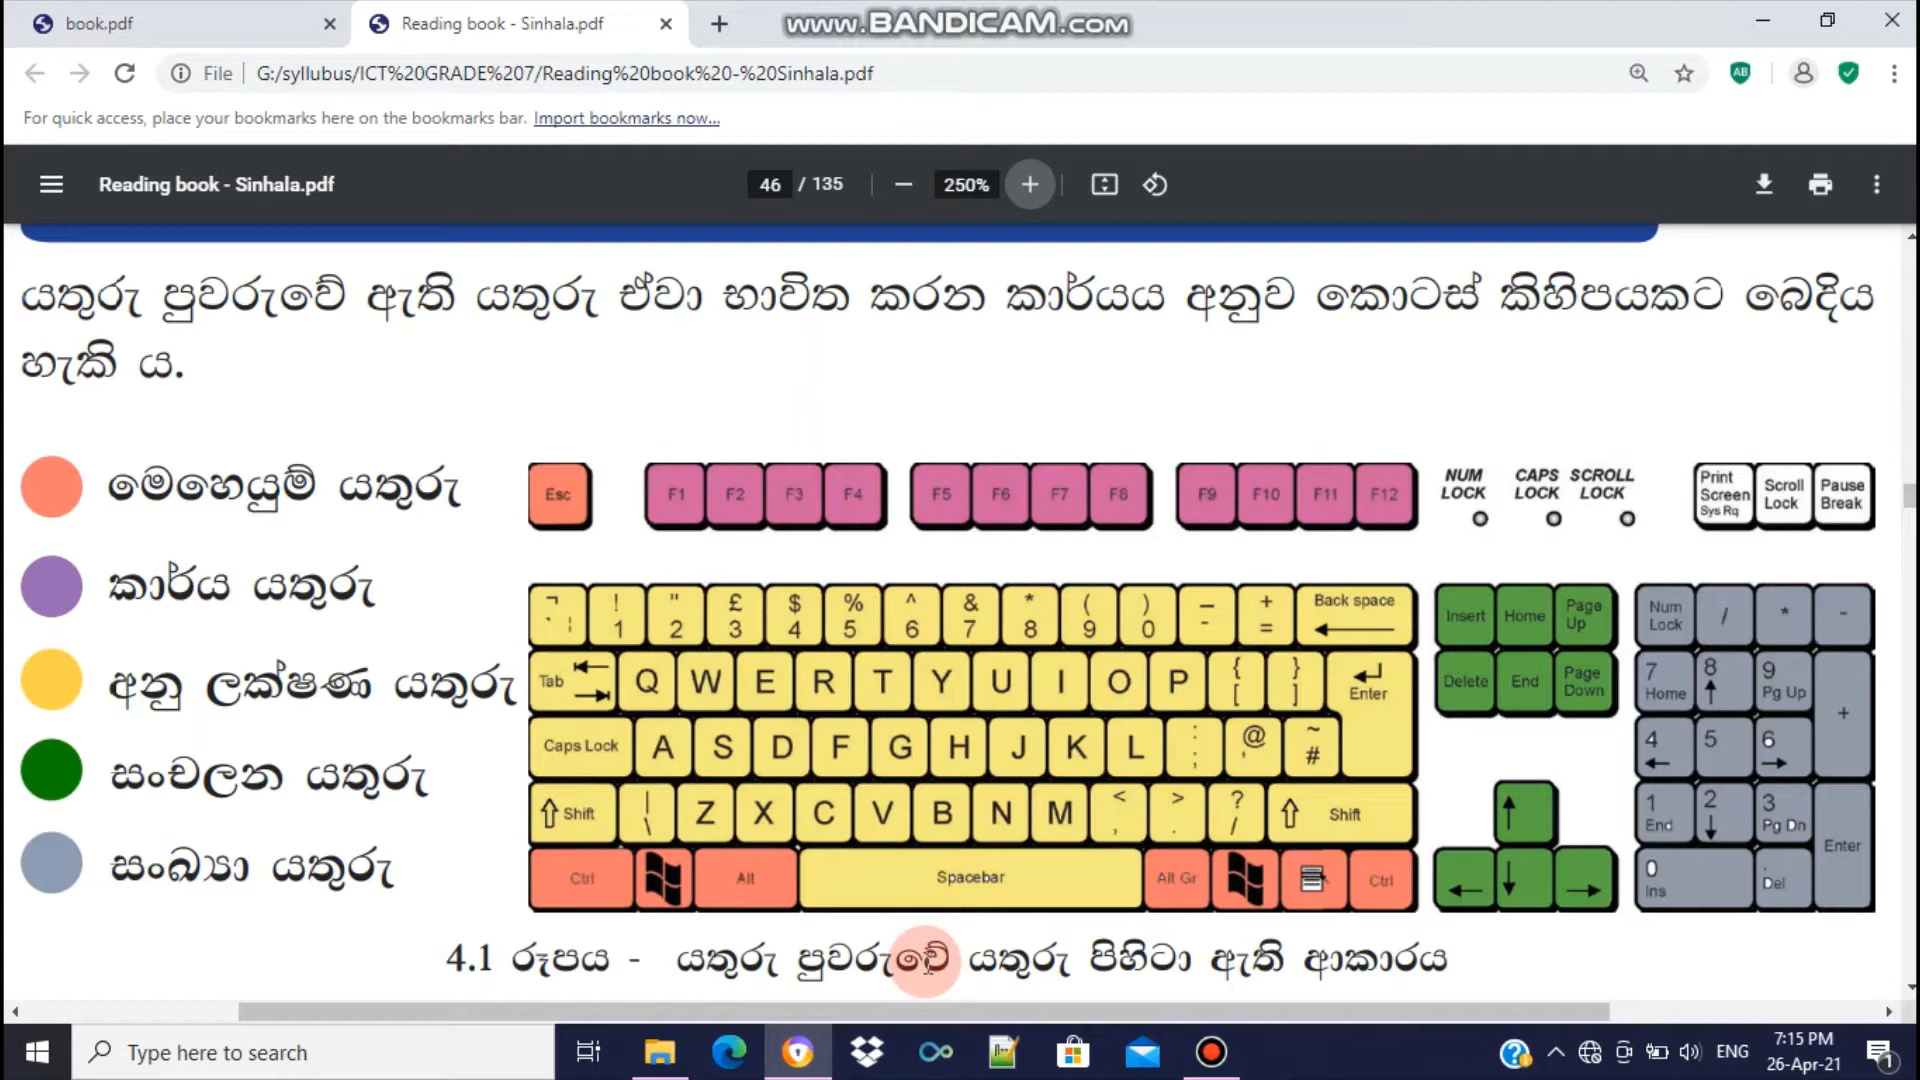 book.pdf
Reading book - Sinhala.pdf
www.BANDICAM.com
File
G:/syllubus/ICT%20GRADE%207/Reading%20book%20-%20Sinhala.pdf
AB
For quick access, place your bookmarks here on the bookmarks bar. Import bookmarks now...
Reading book - Sinhala.pdf
46 / 135
250%
යතුරු පුවරුවේ ඇති යතුරු ඒවා භාවිත කරන කාර්යය අනුව කොටස් කිහිපයකට බෙදිය
හැකි ය.
මෙහෙයුම් යතුරු
කාර්ය යතුරු
අනු ලක්ෂණ යතුරු
සංචලන යතුරු
සංඛ්‍යා යතුරු
Esc F1 F2 F3 F4 F5 F6 F7 F8 F9 F10 F11 F12
NUM LOCK
CAPS LOCK
SCROLL LOCK
Print Screen Sys Rq
Scroll Lock
Pause Break
¬ ! " £ $ % ^ & * ( ) _ +
` ¦ 1 2 3 4 5 6 7 8 9 0 - =
Back space
Insert Home Page Up
Num Lock / * -
Tab Q W E R T Y U I O P { [ } ] Enter
Delete End Page Down
7 Home 8 9 Pg Up +
Caps Lock A S D F G H J K L : ; @ ' ~ #
4 5 6
Shift | \ Z X C V B N M < , > . ? / Shift
1 End 2 3 Pg Dn Enter
Ctrl Alt Spacebar Alt Gr Ctrl
0 Ins . Del
4.1 රූපය - යතුරු පුවරුවේ යතුරු පිහිටා ඇති ආකාරය
Type here to search
ENG
7:15 PM
26-Apr-21
1